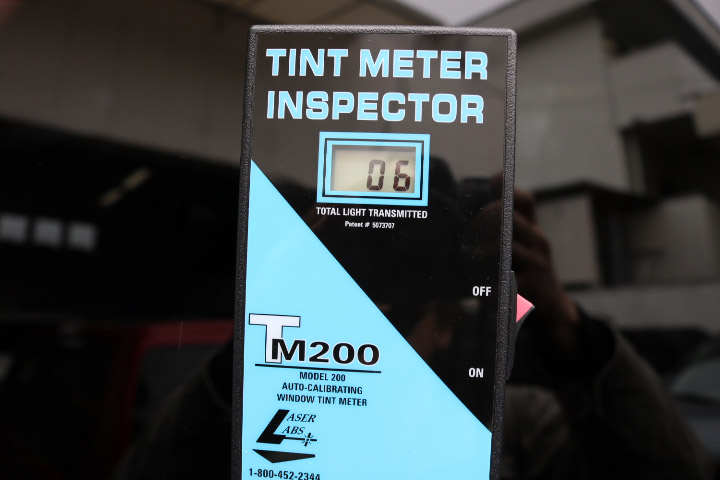 TINT METER
INSPECTOR
06
TOTAL LIGHT TRANSMITTED
Patent # 5073707
OFF
ON
TM200
MODEL 200
AUTO-CALIBRATING
WINDOW TINT METER
LASER
LABS
1-800-452-2344